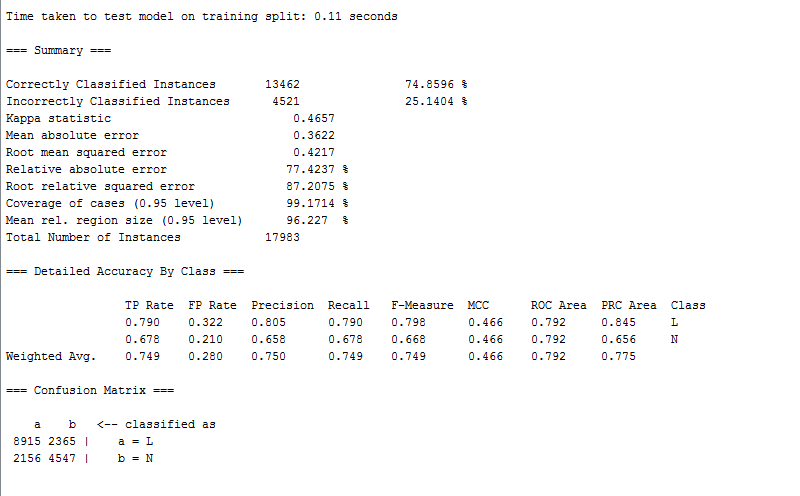 Time taken to test model on training split: 0.11 seconds
=== Summary ===
Correctly Classified Instances 13462 74.8596 %
Incorrectly Classified Instances 4521 25.1404 %
Kappa statistic 0.4657
Mean absolute error 0.3622
Root mean squared error 0.4217
Relative absolute error 77.4237 %
Root relative squared error 87.2075 %
Coverage of cases (0.95 level) 99.1714 %
Mean rel. region size (0.95 level) 96.227 %
Total Number of Instances 17983
=== Detailed Accuracy By Class ===
TP Rate FP Rate Precision Recall F-Measure MCC ROC Area PRC Area Class
0.790 0.322 0.805 0.790 0.798 0.466 0.792 0.845 L
0.678 0.210 0.658 0.678 0.668 0.466 0.792 0.656 N
Weighted Avg. 0.749 0.280 0.750 0.749 0.749 0.466 0.792 0.775
=== Confusion Matrix ===
a b <-- classified as
8915 2365 | a = L
2156 4547 | b = N